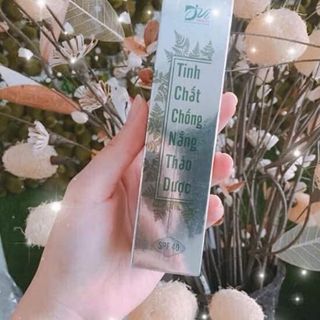 Tinh
Chất
Chống
Nắng
Thảo
Dược
SPF 40